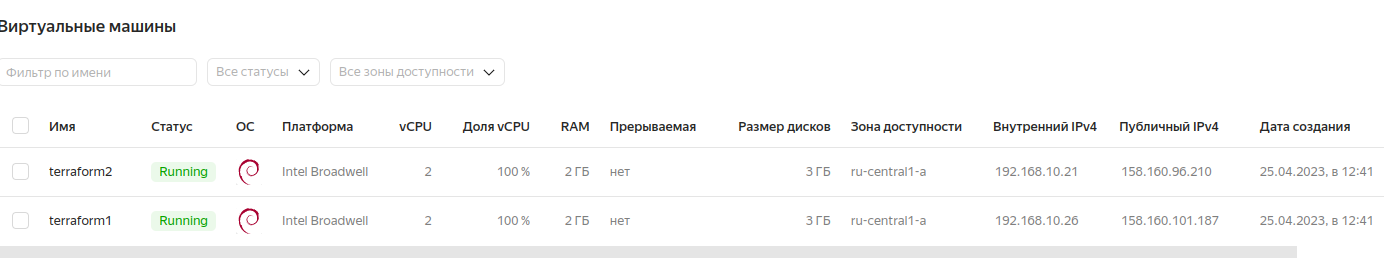 Виртуальные машины
Фильтр по имени Все статусы Все зоны доступности
Имя Статус ОС Платформа vCPU Доля vCPU RAM Прерываемая Размер дисков Зона доступности Внутренний IPv4 Публичный IPv4 Дата создания
terraform2 Running Intel Broadwell 2 100 % 2 ГБ нет 3 ГБ ru-central1-a 192.168.10.21 158.160.96.210 25.04.2023, в 12:41
terraform1 Running Intel Broadwell 2 100 % 2 ГБ нет 3 ГБ ru-central1-a 192.168.10.26 158.160.101.187 25.04.2023, в 12:41